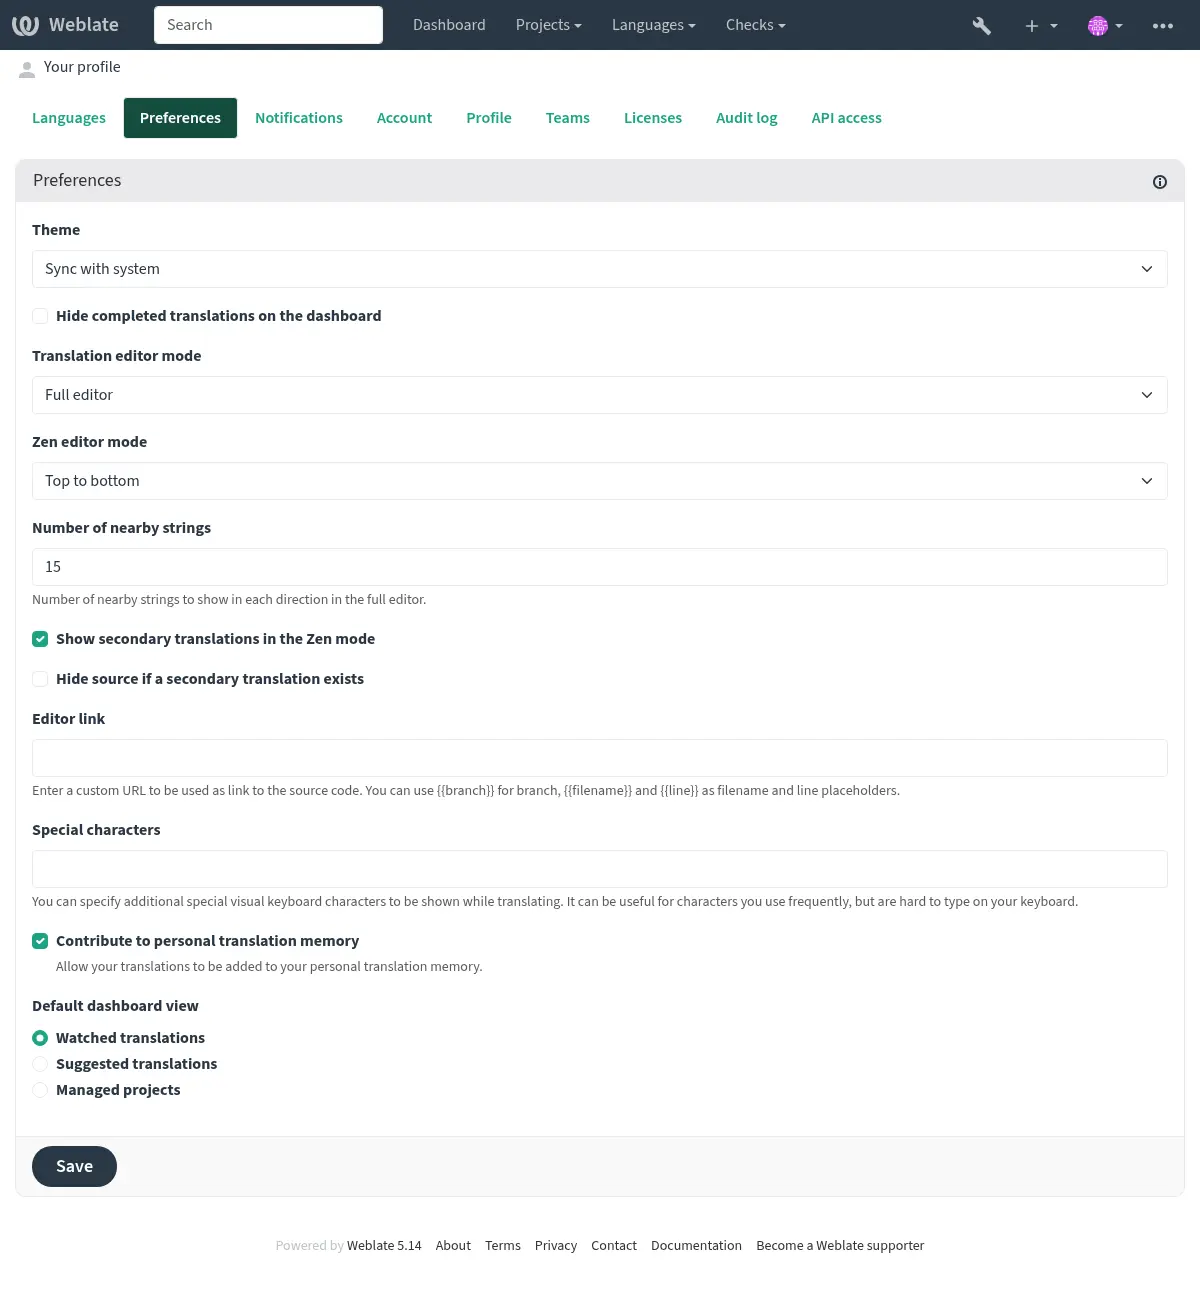 Weblate Search Dashboard Projects Languages Checks
Your profile
Languages Preferences Notifications Account Profile Teams Licenses Audit log API access
Preferences
Theme
Sync with system
Hide completed translations on the dashboard
Translation editor mode
Full editor
Zen editor mode
Top to bottom
Number of nearby strings
15
Number of nearby strings to show in each direction in the full editor.
Show secondary translations in the Zen mode
Hide source if a secondary translation exists
Editor link
Enter a custom URL to be used as link to the source code. You can use {{branch}} for branch, {{filename}} and {{line}} as filename and line placeholders.
Special characters
You can specify additional special visual keyboard characters to be shown while translating. It can be useful for characters you use frequently, but are hard to type on your keyboard.
Contribute to personal translation memory
Allow your translations to be added to your personal translation memory.
Default dashboard view
Watched translations
Suggested translations
Managed projects
Save
Powered by Weblate 5.14 About Terms Privacy Contact Documentation Become a Weblate supporter